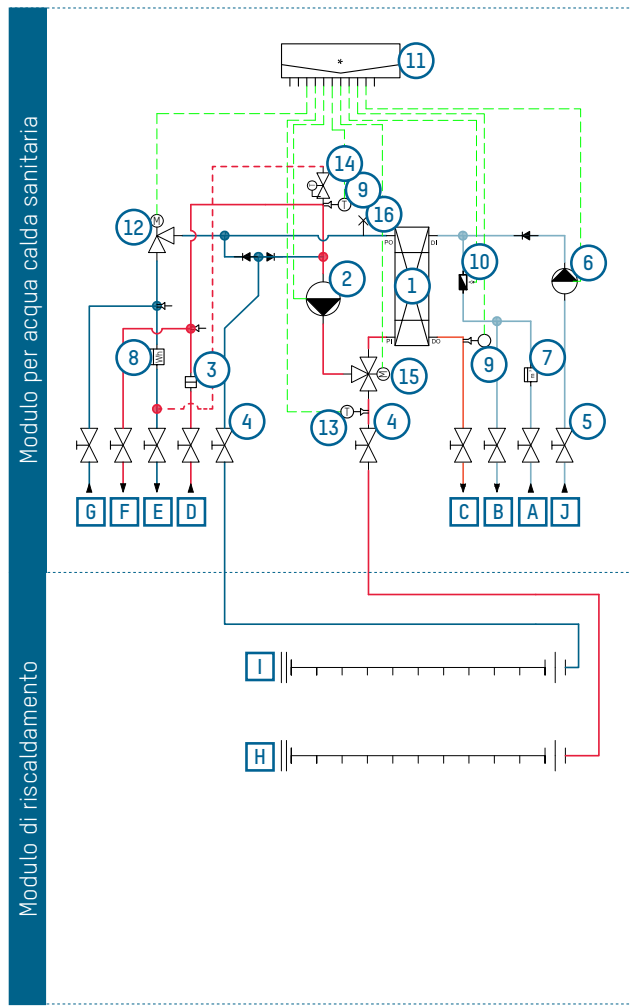 Modulo per acqua calda sanitaria
Modulo di riscaldamento
*
11
14
9
16
12
M
T
PO
DI
10
6
2
1
8
Wh
3
PI
DO
M
15
9
7
13
T
4
4
5
G
F
E
D
C
B
A
J
I
H